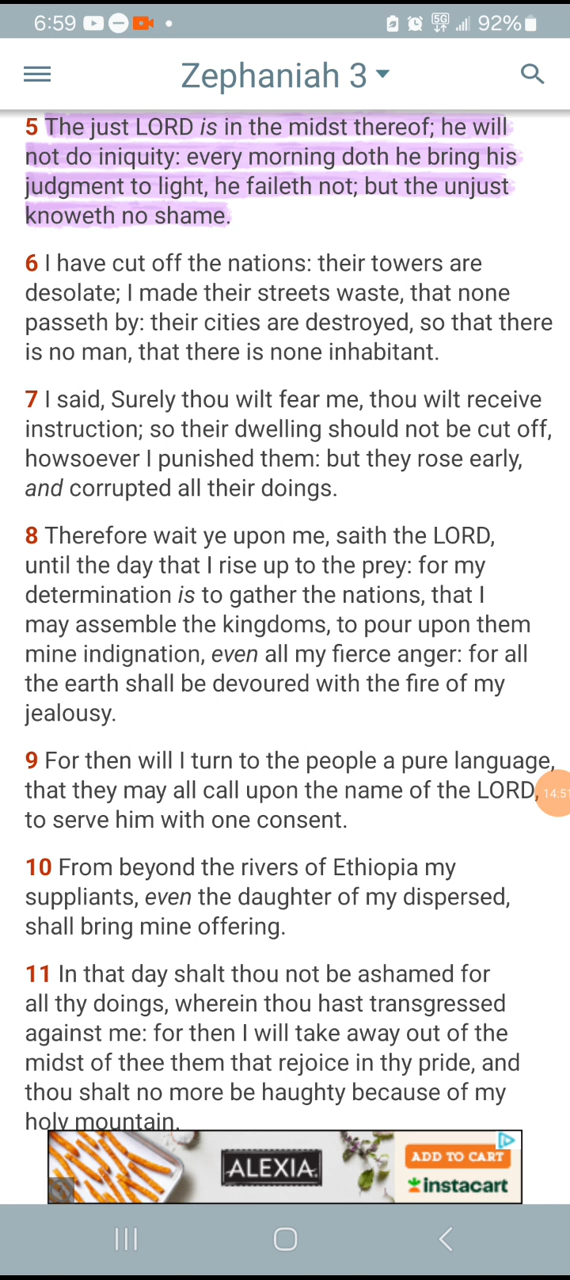 6:59
5G
92%
Zephaniah 3
5 The just LORD is in the midst thereof; he will
not do iniquity: every morning doth he bring his
judgment to light, he faileth not; but the unjust
knoweth no shame.
6 I have cut off the nations: their towers are
desolate; I made their streets waste, that none
passeth by: their cities are destroyed, so that there
is no man, that there is none inhabitant.
7 I said, Surely thou wilt fear me, thou wilt receive
instruction; so their dwelling should not be cut off,
howsoever I punished them: but they rose early,
and corrupted all their doings.
8 Therefore wait ye upon me, saith the LORD,
until the day that I rise up to the prey: for my
determination is to gather the nations, that I
may assemble the kingdoms, to pour upon them
mine indignation, even all my fierce anger: for all
the earth shall be devoured with the fire of my
jealousy.
9 For then will I turn to the people a pure language,
that they may all call upon the name of the LORD,
14:51
to serve him with one consent.
10 From beyond the rivers of Ethiopia my
suppliants, even the daughter of my dispersed,
shall bring mine offering.
11 In that day shalt thou not be ashamed for
all thy doings, wherein thou hast transgressed
against me: for then I will take away out of the
midst of thee them that rejoice in thy pride, and
thou shalt no more be haughty because of my
holy mountain.
ALEXIA
ADD TO CART
instacart